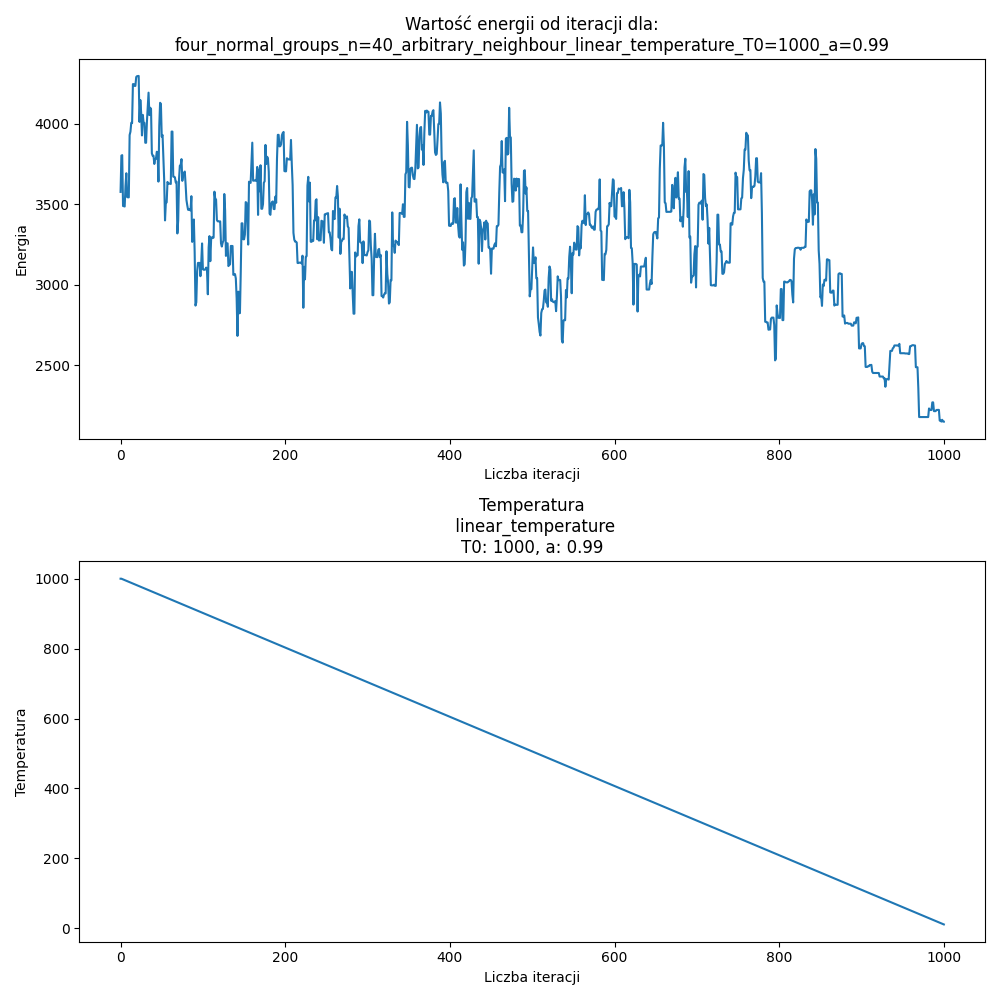 Wartość energii od iteracji dla:
four_normal_groups_n=40_arbitrary_neighbour_linear_temperature_T0=1000_a=0.99
4000
3500
3000
2500
Energia
0 200 400 600 800 1000
Liczba iteracji
Temperatura
linear_temperature
T0: 1000, a: 0.99
1000
800
600
400
200
0
Temperatura
0 200 400 600 800 1000
Liczba iteracji